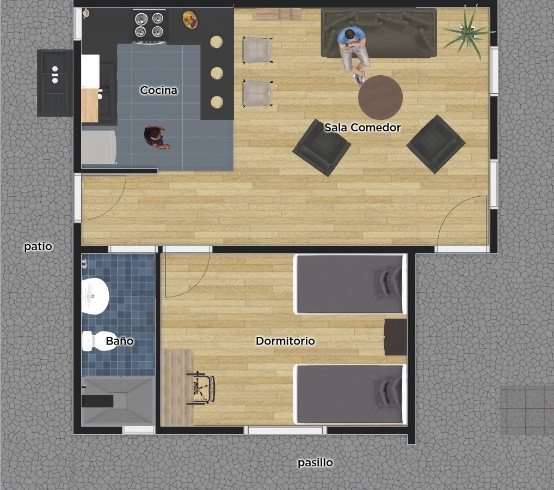 Cocina
Sala Comedor
patio
Baño
Dormitorio
pasillo